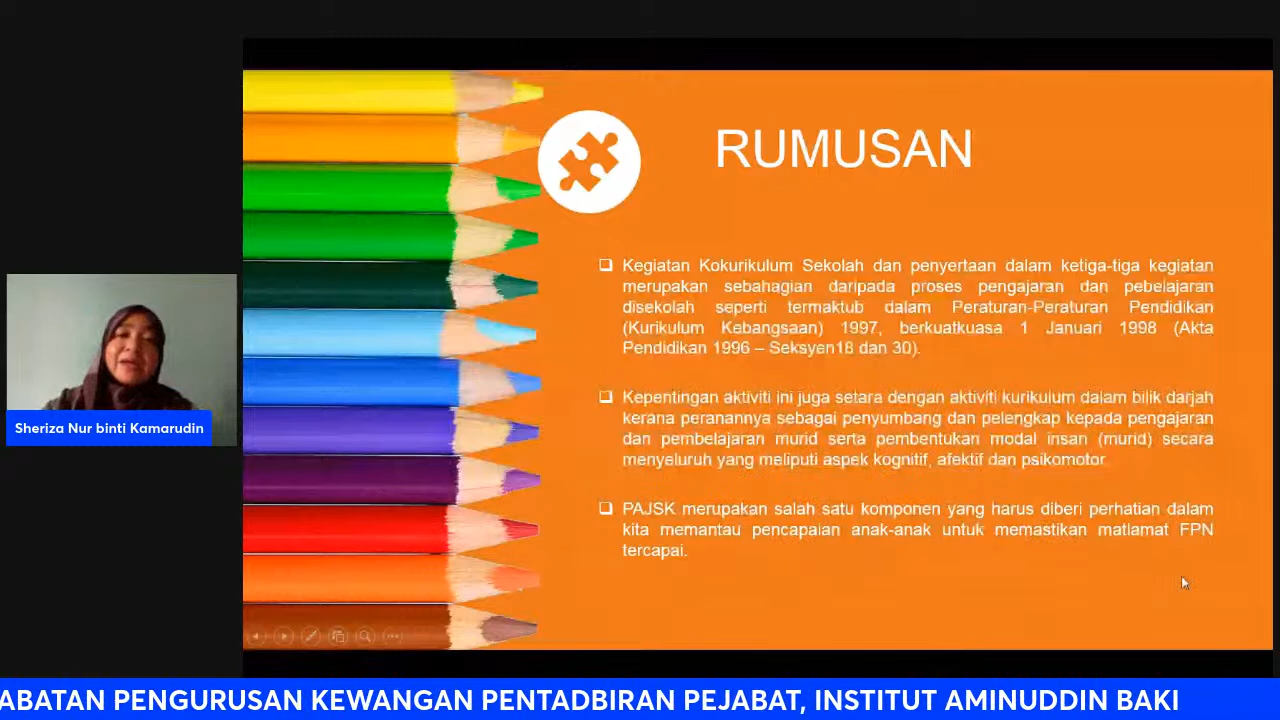 RUMUSAN
Kegiatan Kokurikulum Sekolah dan penyertaan dalam ketiga-tiga kegiatan
merupakan sebahagian daripada proses pengajaran dan pebelajaran
disekolah seperti termaktub dalam Peraturan-Peraturan Pendidikan
(Kurikulum Kebangsaan) 1997, berkuatkuasa 1 Januari 1998 (Akta
Pendidikan 1996 – Seksyen18 dan 30).
Kepentingan aktiviti ini juga setara dengan aktiviti kurikulum dalam bilik darjah
kerana peranannya sebagai penyumbang dan pelengkap kepada pengajaran
dan pembelajaran murid serta pembentukan modal insan (murid) secara
menyeluruh yang meliputi aspek kognitif, afektif dan psikomotor.
PAJSK merupakan salah satu komponen yang harus diberi perhatian dalam
kita memantau pencapaian anak-anak untuk memastikan matlamat FPN
tercapai.
Sheriza Nur binti Kamarudin
ABATAN PENGURUSAN KEWANGAN PENTADBIRAN PEJABAT, INSTITUT AMINUDDIN BAKI